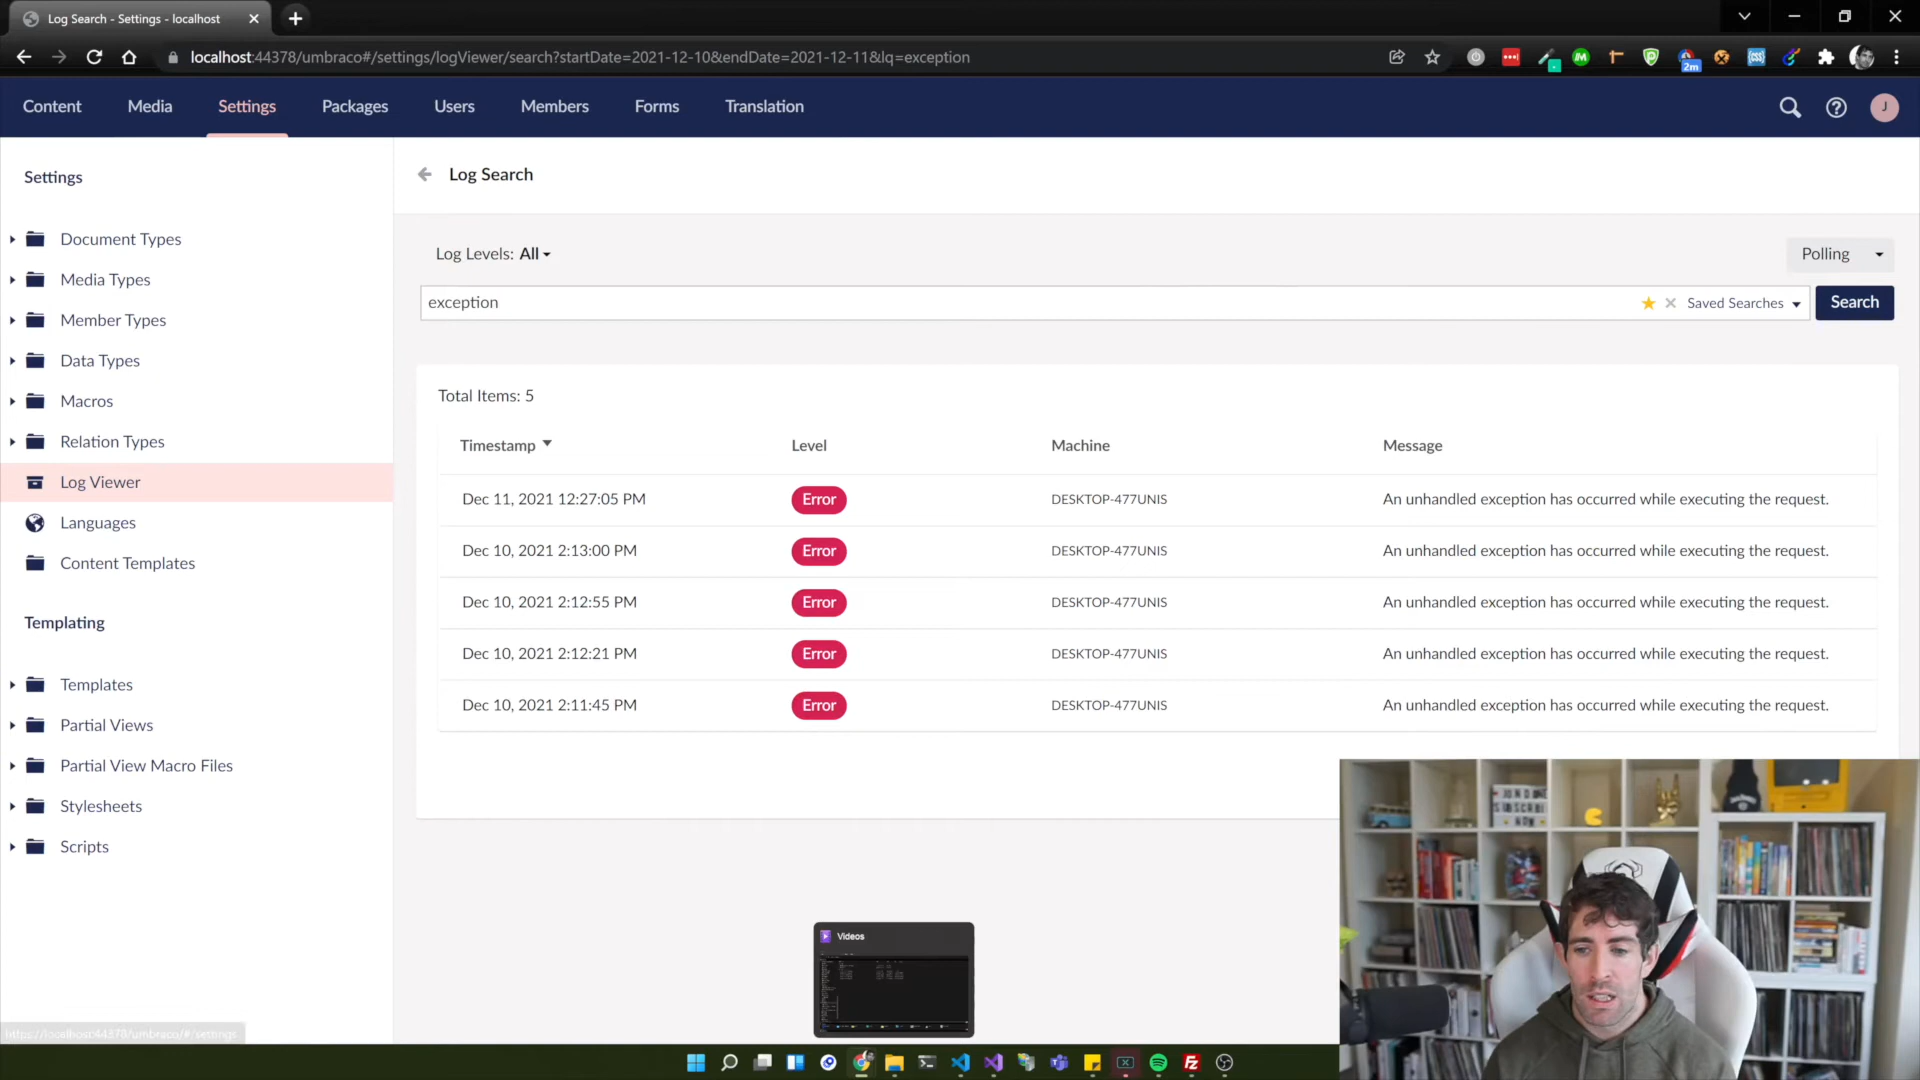 Log Search - Settings - localhost
localhost:44378/umbraco#/settings/logViewer/search?startDate=2021-12-10&endDate=2021-12-11&lq=exception
2m
Content
Media
Settings
Packages
Users
Members
Forms
Translation
J
Settings
Document Types
Media Types
Member Types
Data Types
Macros
Relation Types
Log Viewer
Languages
Content Templates
Templating
Templates
Partial Views
Partial View Macro Files
Stylesheets
Scripts
Log Search
Log Levels: All
Polling
exception
Saved Searches
Search
Total Items: 5
Timestamp Level Machine Message
Dec 11, 2021 12:27:05 PM Error DESKTOP-477UNIS An unhandled exception has occurred while executing the request.
Dec 10, 2021 2:13:00 PM Error DESKTOP-477UNIS An unhandled exception has occurred while executing the request.
Dec 10, 2021 2:12:55 PM Error DESKTOP-477UNIS An unhandled exception has occurred while executing the request.
Dec 10, 2021 2:12:21 PM Error DESKTOP-477UNIS An unhandled exception has occurred while executing the request.
Dec 10, 2021 2:11:45 PM Error DESKTOP-477UNIS An unhandled exception has occurred while executing the request.
Videos
https://localhost:44378/umbraco/#/settings
SUBSCRIBE
NOW